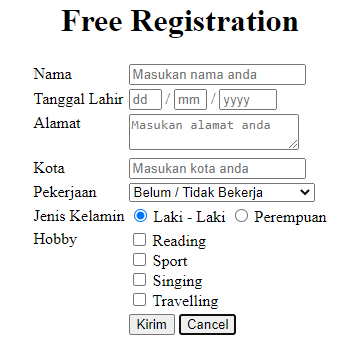 Free Registration
Nama Masukan nama anda
Tanggal Lahir dd / mm / yyyy
Alamat Masukan alamat anda
Kota Masukan kota anda
Pekerjaan Belum / Tidak Bekerja
Jenis Kelamin Laki - Laki Perempuan
Hobby Reading
Sport
Singing
Travelling
Kirim Cancel